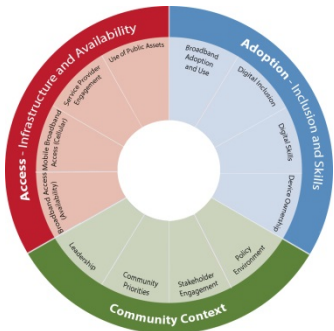 Access - Infrastructure and Availability
Adoption - Inclusion and Skills
Community Context
Use of Public Assets
Service Provider
Engagement
Mobile Broadband
Access (Cellular)
Broadband Access
(Availability)
Broadband
Adoption
and Use
Digital Inclusion
Digital Skills
Device Ownership
Leadership
Community
Priorities
Stakeholder
Engagement
Policy
Environment